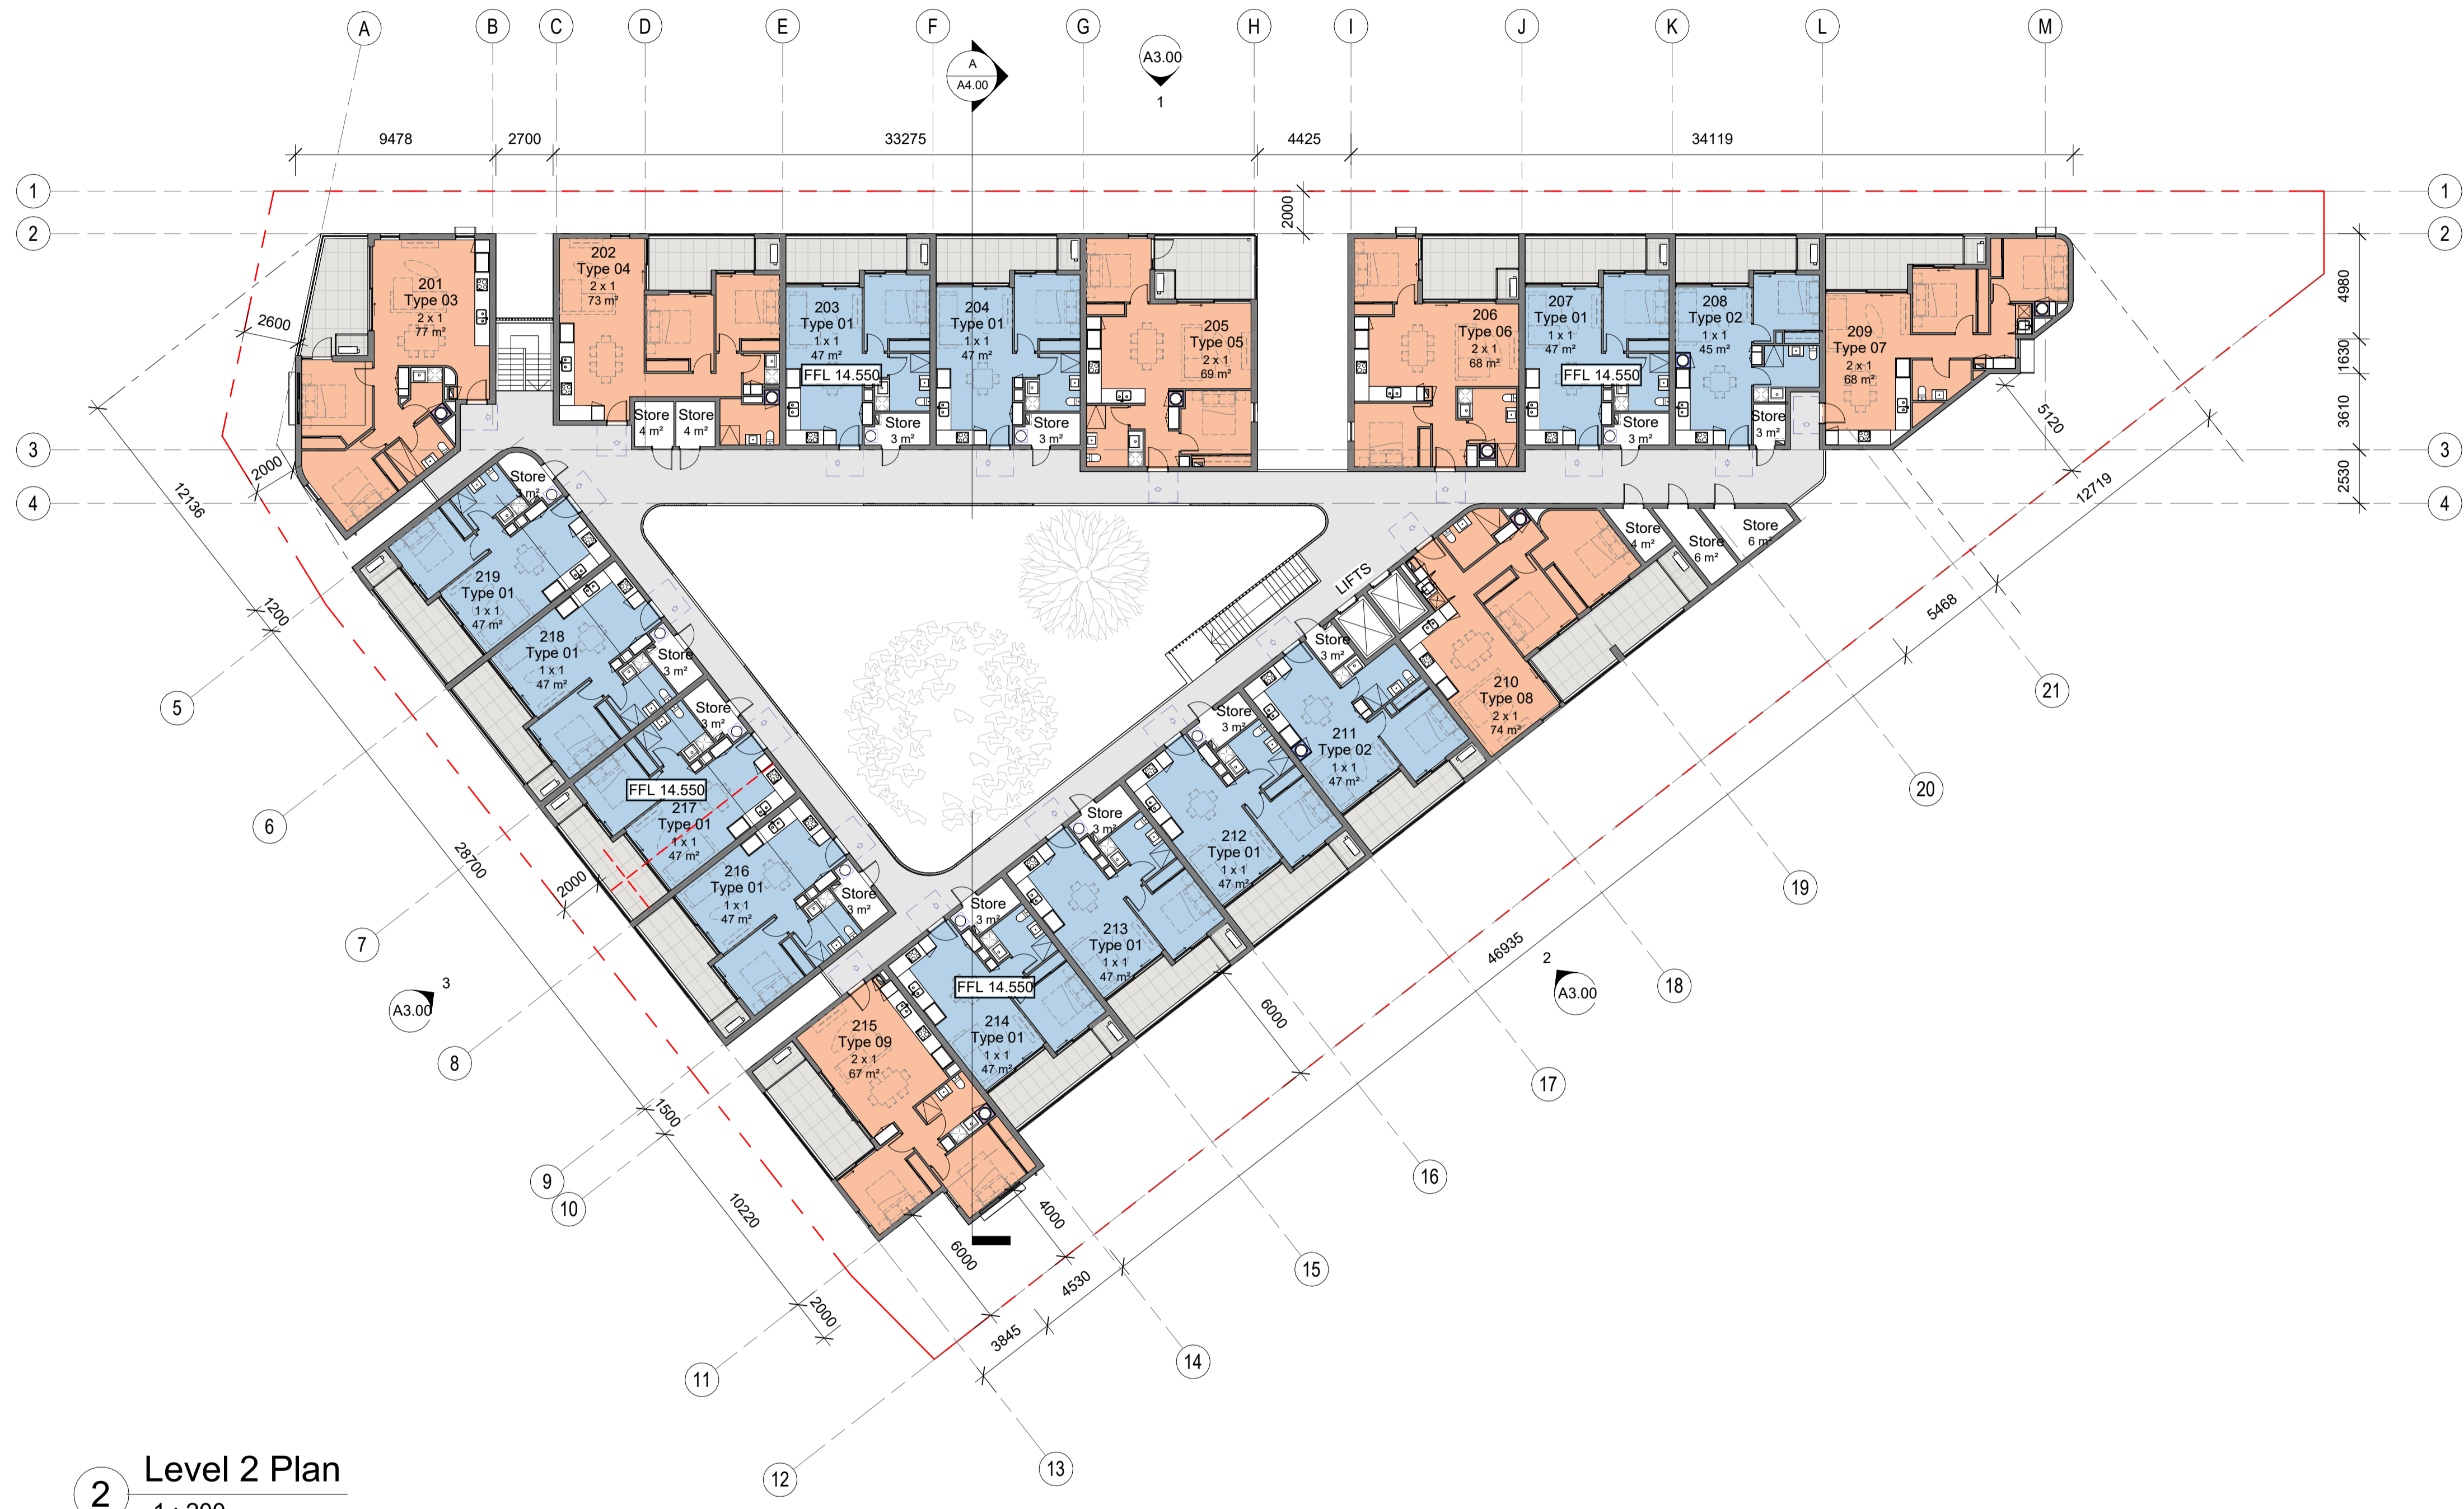 A
B
C
D
E
F
G
H
I
J
K
L
M
A
A4.00
A3.00
1
9478
2700
33275
4425
34119
1
1
2
2
3
3
4
4
2000
4980
1630
3610
2530
2600
2000
12136
1200
28700
2000
1500
10220
2000
5120
12719
5468
46935
6000
4000
6000
4530
3845
201
Type 03
2 x 1
77 m²
202
Type 04
2 x 1
73 m²
Store
4 m²
Store
4 m²
203
Type 01
1 x 1
47 m²
FFL 14.550
Store
3 m²
204
Type 01
1 x 1
47 m²
Store
3 m²
205
Type 05
2 x 1
69 m²
206
Type 06
2 x 1
68 m²
207
Type 01
1 x 1
47 m²
FFL 14.550
Store
3 m²
208
Type 02
1 x 1
45 m²
Store
3 m²
209
Type 07
2 x 1
68 m²
Store
3 m²
219
Type 01
1 x 1
47 m²
218
Type 01
1 x 1
47 m²
Store
3 m²
Store
3 m²
FFL 14.550
217
Type 01
1 x 1
47 m²
216
Type 01
1 x 1
47 m²
Store
3 m²
215
Type 09
2 x 1
67 m²
Store
3 m²
FFL 14.550
214
Type 01
1 x 1
47 m²
Store
3 m²
213
Type 01
1 x 1
47 m²
Store
3 m²
212
Type 01
1 x 1
47 m²
Store
3 m²
211
Type 02
1 x 1
47 m²
LIFTS
210
Type 08
2 x 1
74 m²
Store
4 m²
Store
6 m²
Store
6 m²
5
6
7
8
9
10
11
12
13
14
15
16
17
18
19
20
21
3
A3.00
2
A3.00
2
Level 2 Plan
1 : 200